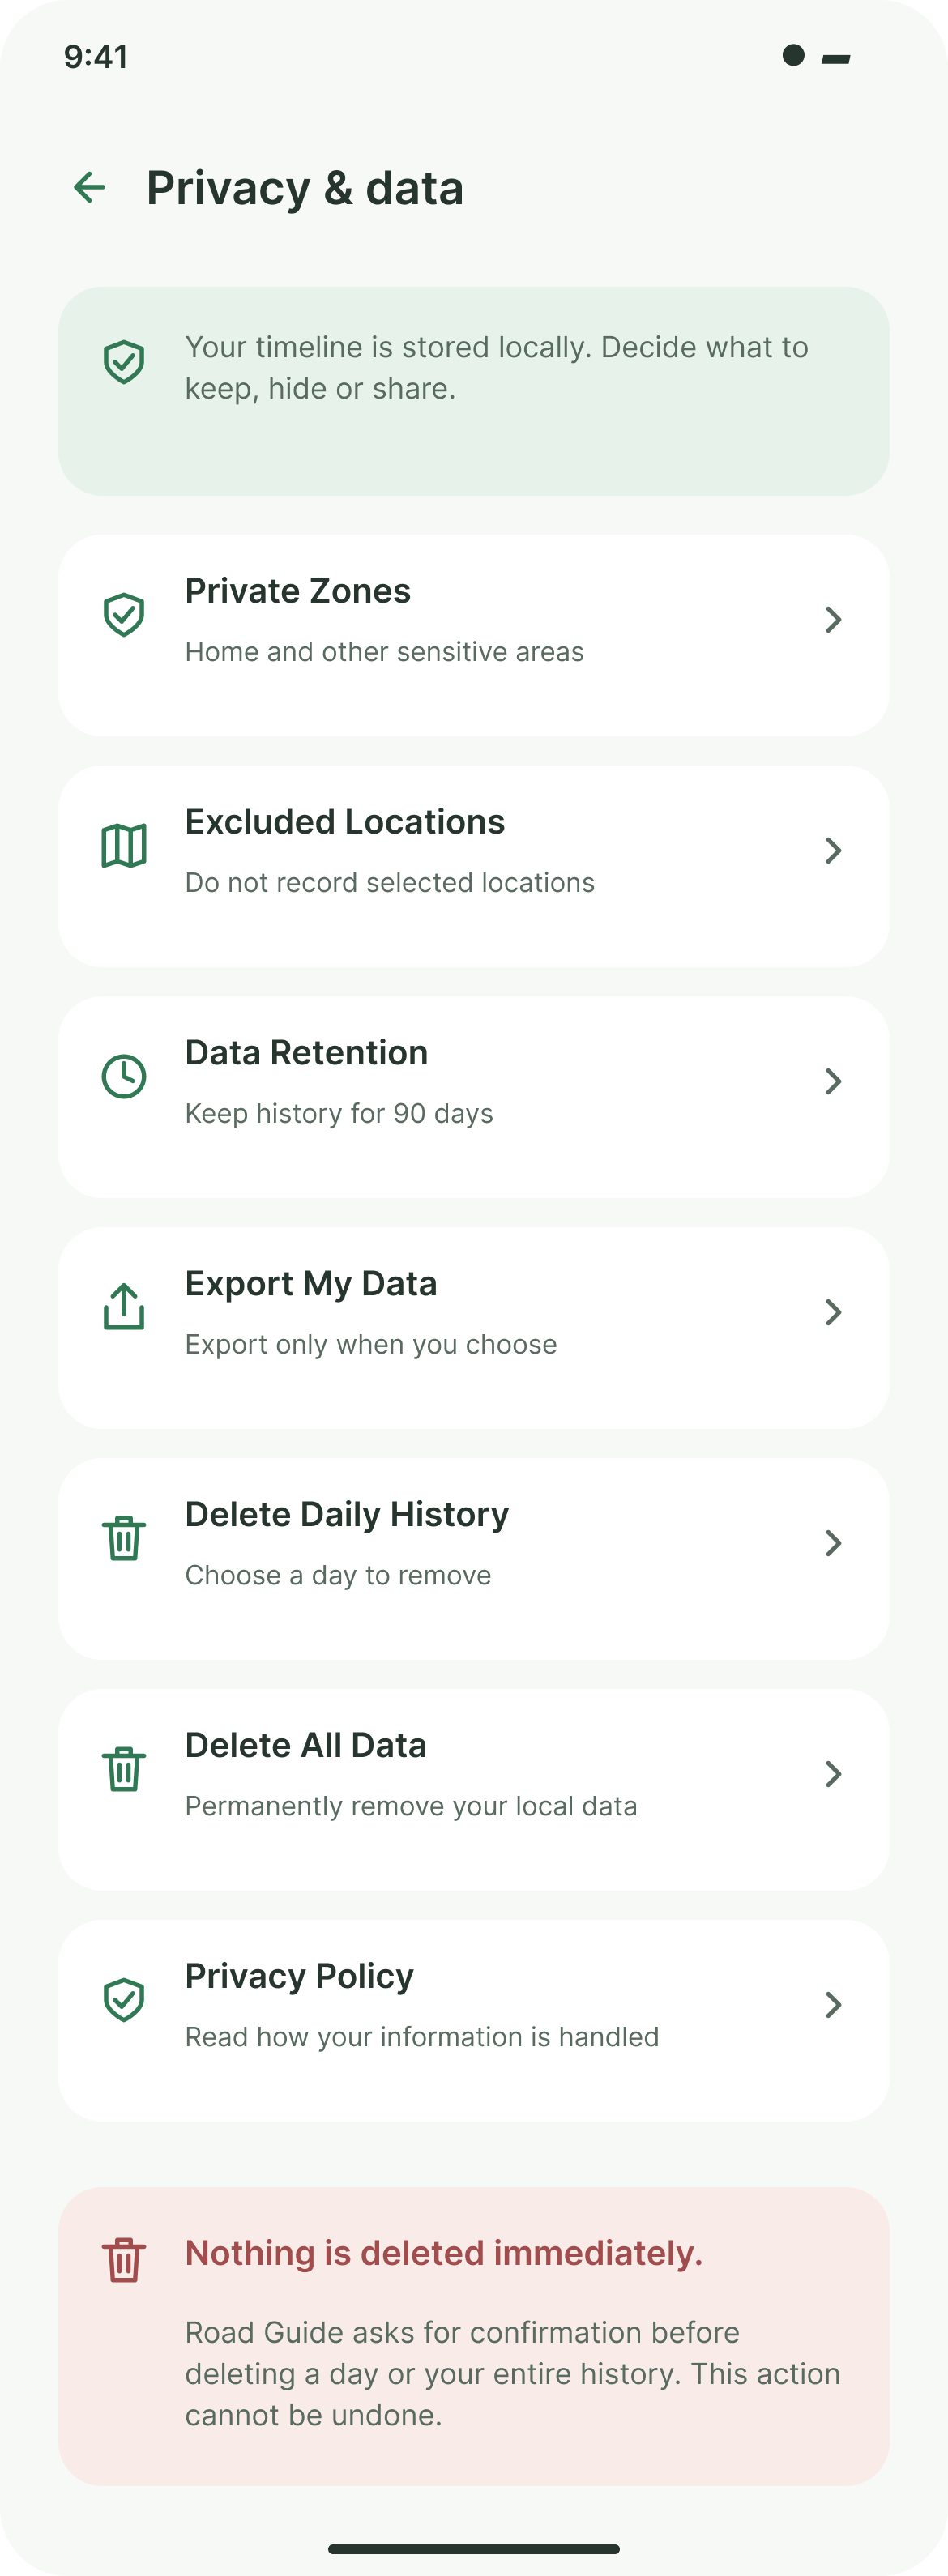 9:41
Privacy & data
Your timeline is stored locally. Decide what to
keep, hide or share.
Private Zones
Home and other sensitive areas
Excluded Locations
Do not record selected locations
Data Retention
Keep history for 90 days
Export My Data
Export only when you choose
Delete Daily History
Choose a day to remove
Delete All Data
Permanently remove your local data
Privacy Policy
Read how your information is handled
Nothing is deleted immediately.
Road Guide asks for confirmation before
deleting a day or your entire history. This action
cannot be undone.